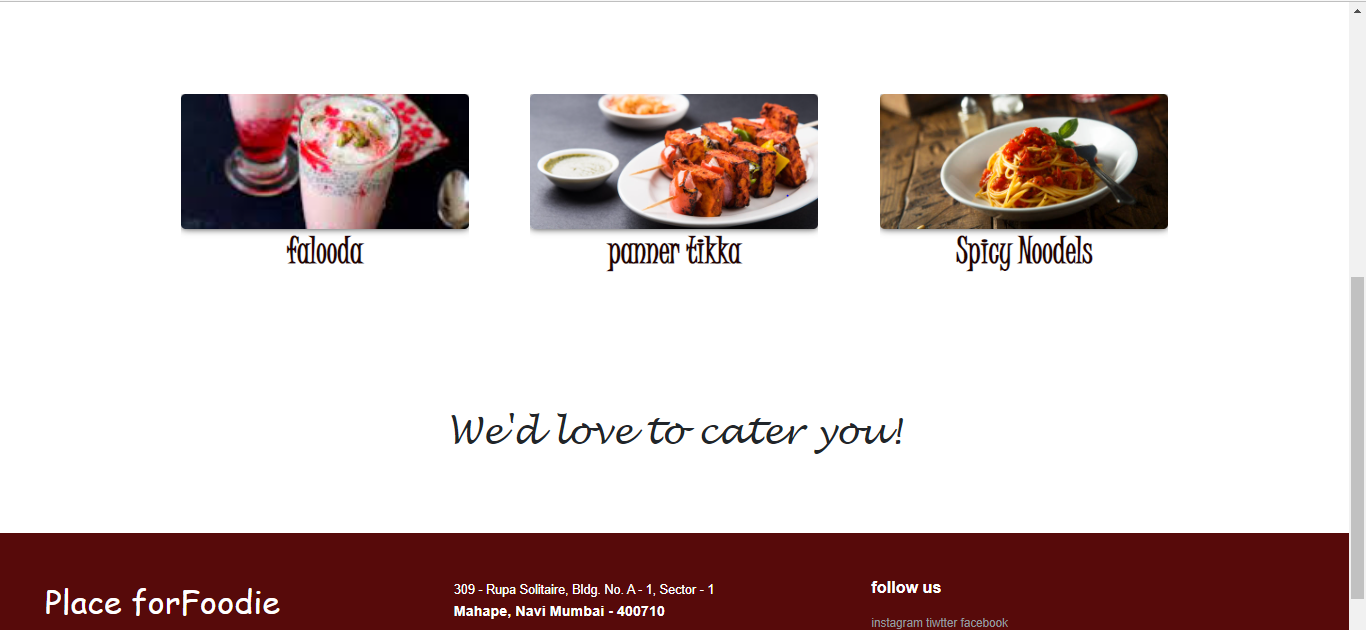 falooda
panner tikka
Spicy Noodels
We'd love to cater you!
Place forFoodie
309 - Rupa Solitaire, Bldg. No. A - 1, Sector - 1
Mahape, Navi Mumbai - 400710
follow us
instagram tiwtter facebook